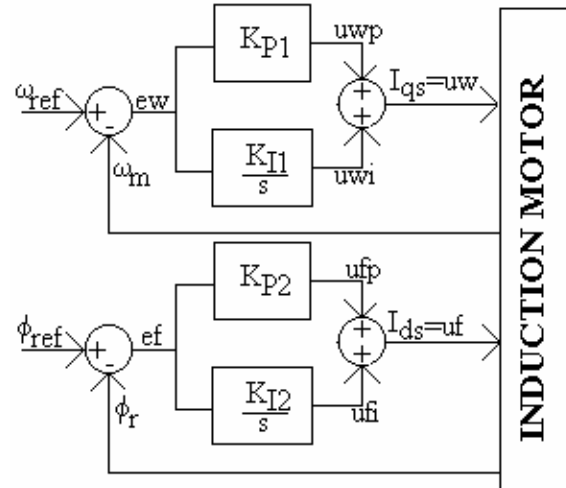 K_P1
uwp
ω_ref
+
-
ew
+
+
I_qs=uw
ω_m
K_I1
s
uwi
K_P2
ufp
ϕ_ref
+
-
ef
+
+
I_ds=uf
ϕ_r
K_I2
s
ufi
INDUCTION MOTOR